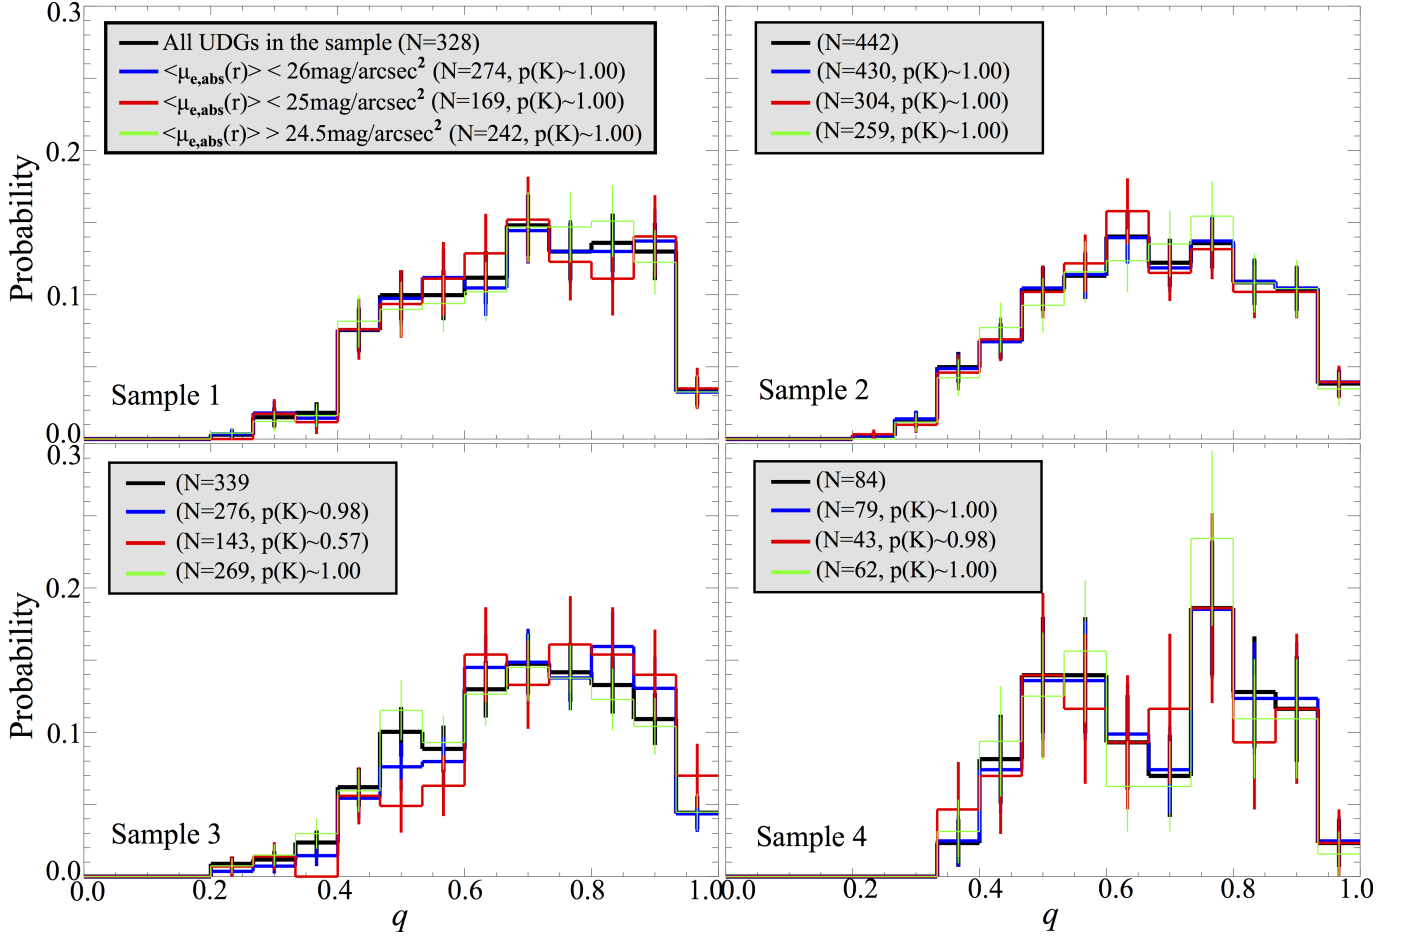 0.3
All UDGs in the sample (N=328)
<μe,abs(r)> < 26mag/arcsec² (N=274, p(K)~1.00)
<μe,abs(r)> < 25mag/arcsec² (N=169, p(K)~1.00)
<μe,abs(r)> > 24.5mag/arcsec² (N=242, p(K)~1.00)
(N=442)
(N=430, p(K)~1.00)
(N=304, p(K)~1.00)
(N=259, p(K)~1.00)
0.2
Probability
0.1
Sample 1
Sample 2
0.0
0.3
(N=339
(N=276, p(K)~0.98)
(N=143, p(K)~0.57)
(N=269, p(K)~1.00
(N=84)
(N=79, p(K)~1.00)
(N=43, p(K)~0.98)
(N=62, p(K)~1.00)
0.2
Probability
0.1
Sample 3
Sample 4
0.0
0.0 0.2 0.4 0.6 0.8 1.0 0.0 0.2 0.4 0.6 0.8 1.0
q q